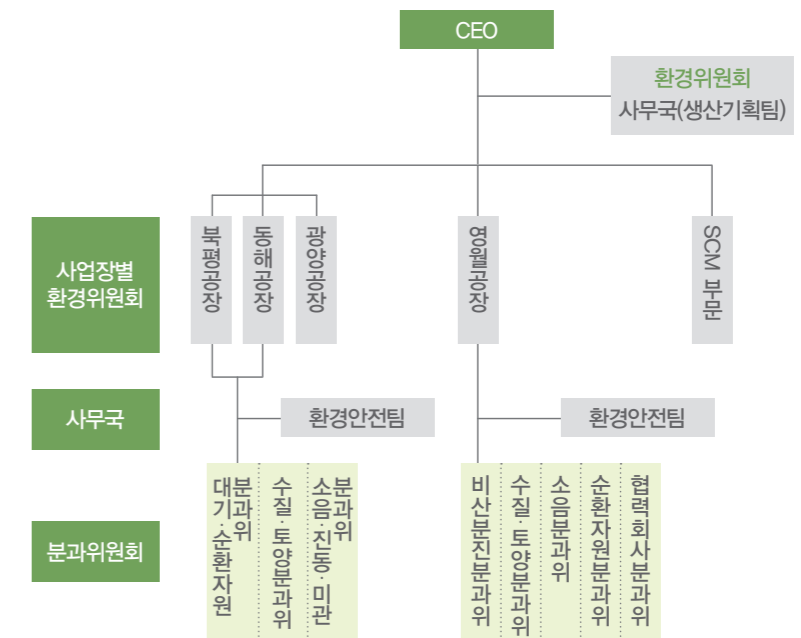 CEO
환경위원회
사무국(생산기획팀)
사업장별
환경위원회
북평공장
동해공장
광양공장
영월공장
SCM 부문
사무국
환경안전팀
환경안전팀
분과위원회
대기·순환자원
분과위
수질·토양분과위
소음·진동·미관
분과위
비산분진분과위
수질·토양분과위
소음분과위
순환자원분과위
협력회사분과위